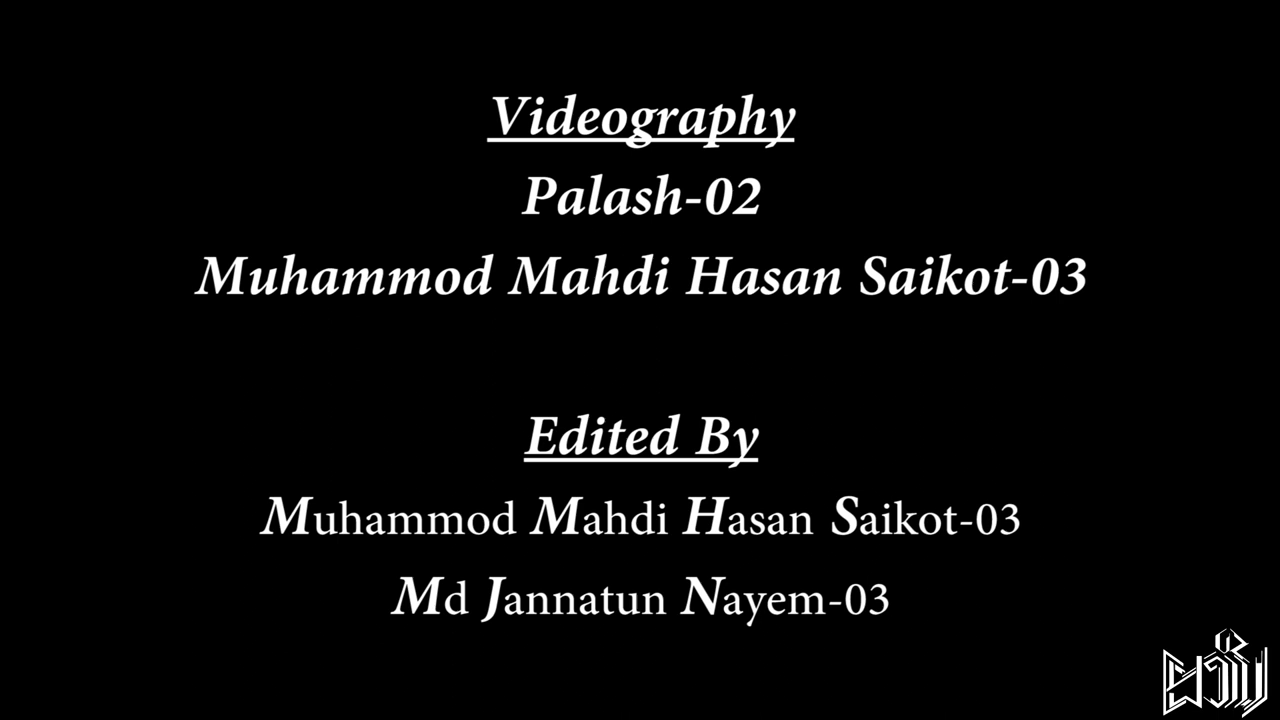 Videography
Palash-02
Muhammod Mahdi Hasan Saikot-03
Edited By
Muhammod Mahdi Hasan Saikot-03
Md Jannatun Nayem-03